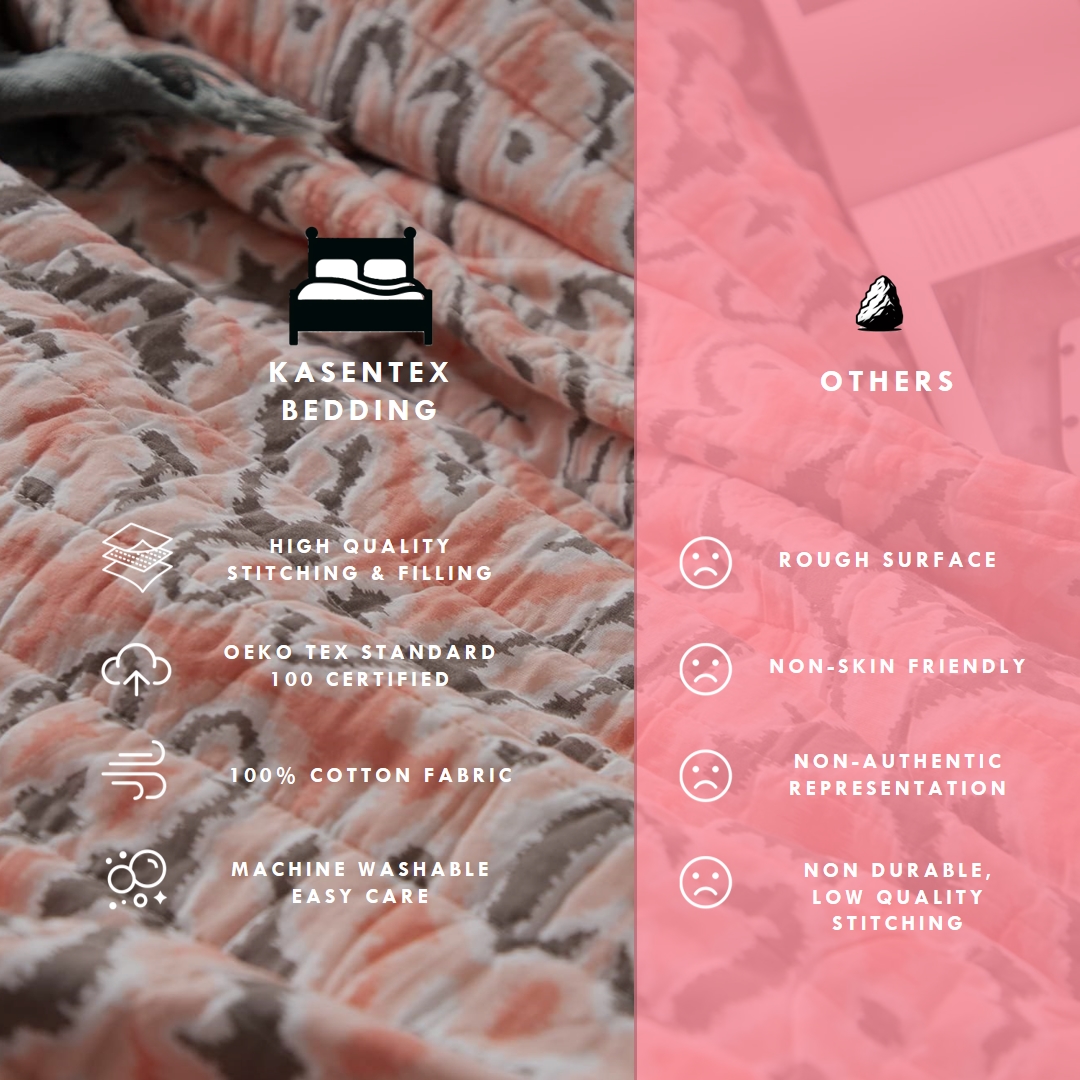 KASENTEX
BEDDING
HIGH QUALITY
STITCHING & FILLING
OEKO TEX STANDARD
100 CERTIFIED
100% COTTON FABRIC
MACHINE WASHABLE
EASY CARE
OTHERS
ROUGH SURFACE
NON-SKIN FRIENDLY
NON-AUTHENTIC
REPRESENTATION
NON DURABLE,
LOW QUALITY
STITCHING